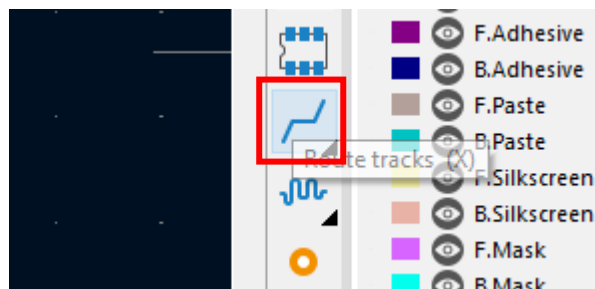 F.Adhesive
B.Adhesive
F.Paste
B.Paste
Route tracks (X)
F.Silkscreen
B.Silkscreen
F.Mask
B.Mask